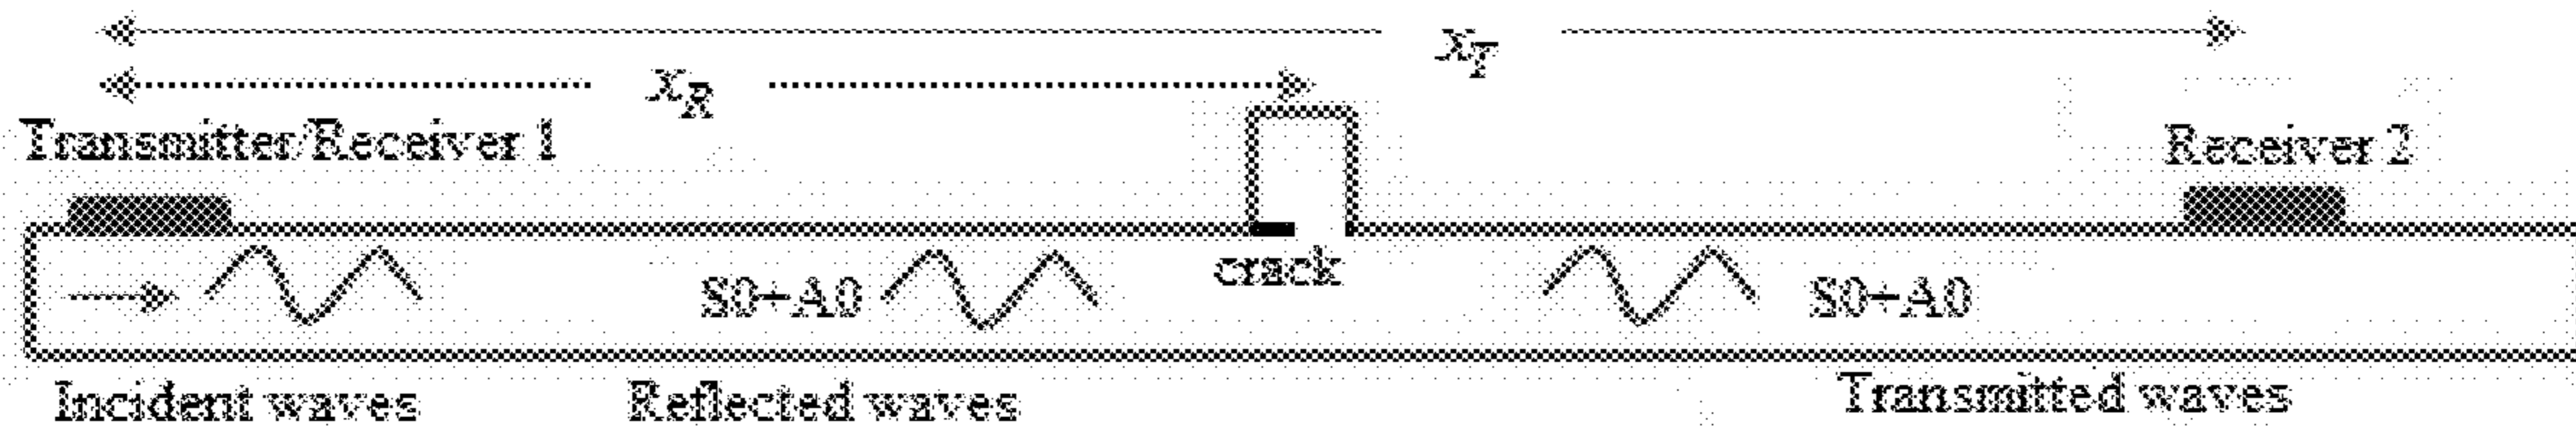 x_T
x_R
Transmitter/Receiver 1
Receiver 2
crack
S0+A0
S0+A0
Incident waves
Reflected waves
Transmitted waves